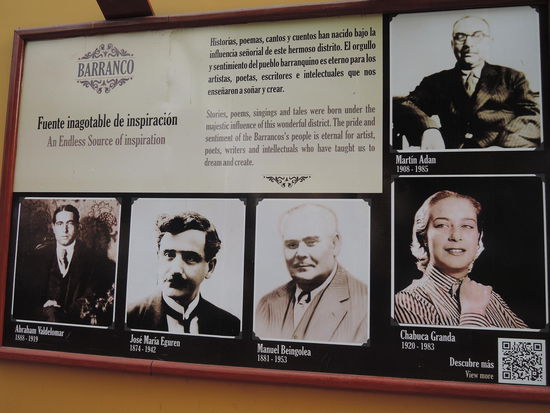 BARRANCO
Fuente inagotable de inspiración
An Endless Source of inspiration
Historias, poemas, cantos y cuentos han nacido bajo la
influencia señorial de este hermoso distrito. El orgullo
y sentimiento del pueblo barranquino es eterno para los
artistas, poetas, escritores e intelectuales que nos
enseñaron a soñar y crear.
Stories, poems, singings and tales were born under the
majestic influence of this wonderful district. The pride and
sentiment of the Barrancos's people is eternal for artist,
poets, writers and intellectuals who have taught us to
dream and create.
Martín Adan
1908 - 1985
Abraham Valdelomar
1888 - 1919
José María Eguren
1874 - 1942
Manuel Beingolea
1881 - 1953
Chabuca Granda
1920 - 1983
Descubre más
View more